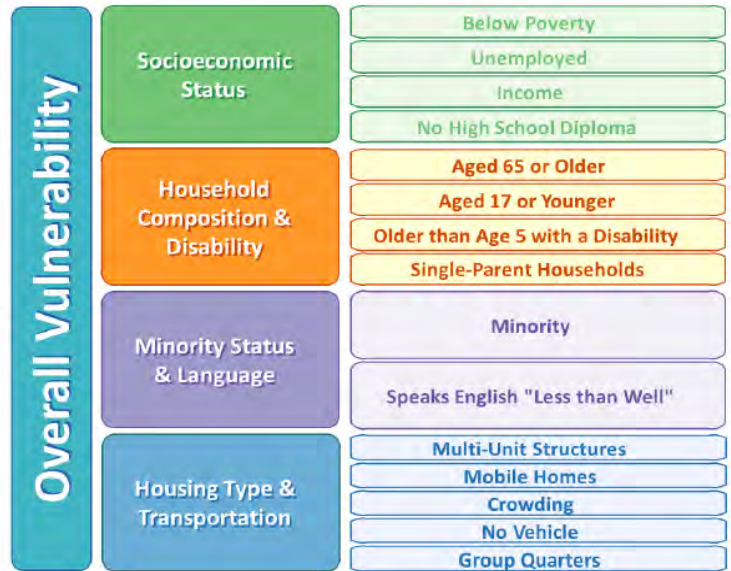 Overall Vulnerability
Socioeconomic
Status
Below Poverty
Unemployed
Income
No High School Diploma
Household
Composition &
Disability
Aged 65 or Older
Aged 17 or Younger
Older than Age 5 with a Disability
Single-Parent Households
Minority Status
& Language
Minority
Speaks English "Less than Well"
Housing Type &
Transportation
Multi-Unit Structures
Mobile Homes
Crowding
No Vehicle
Group Quarters